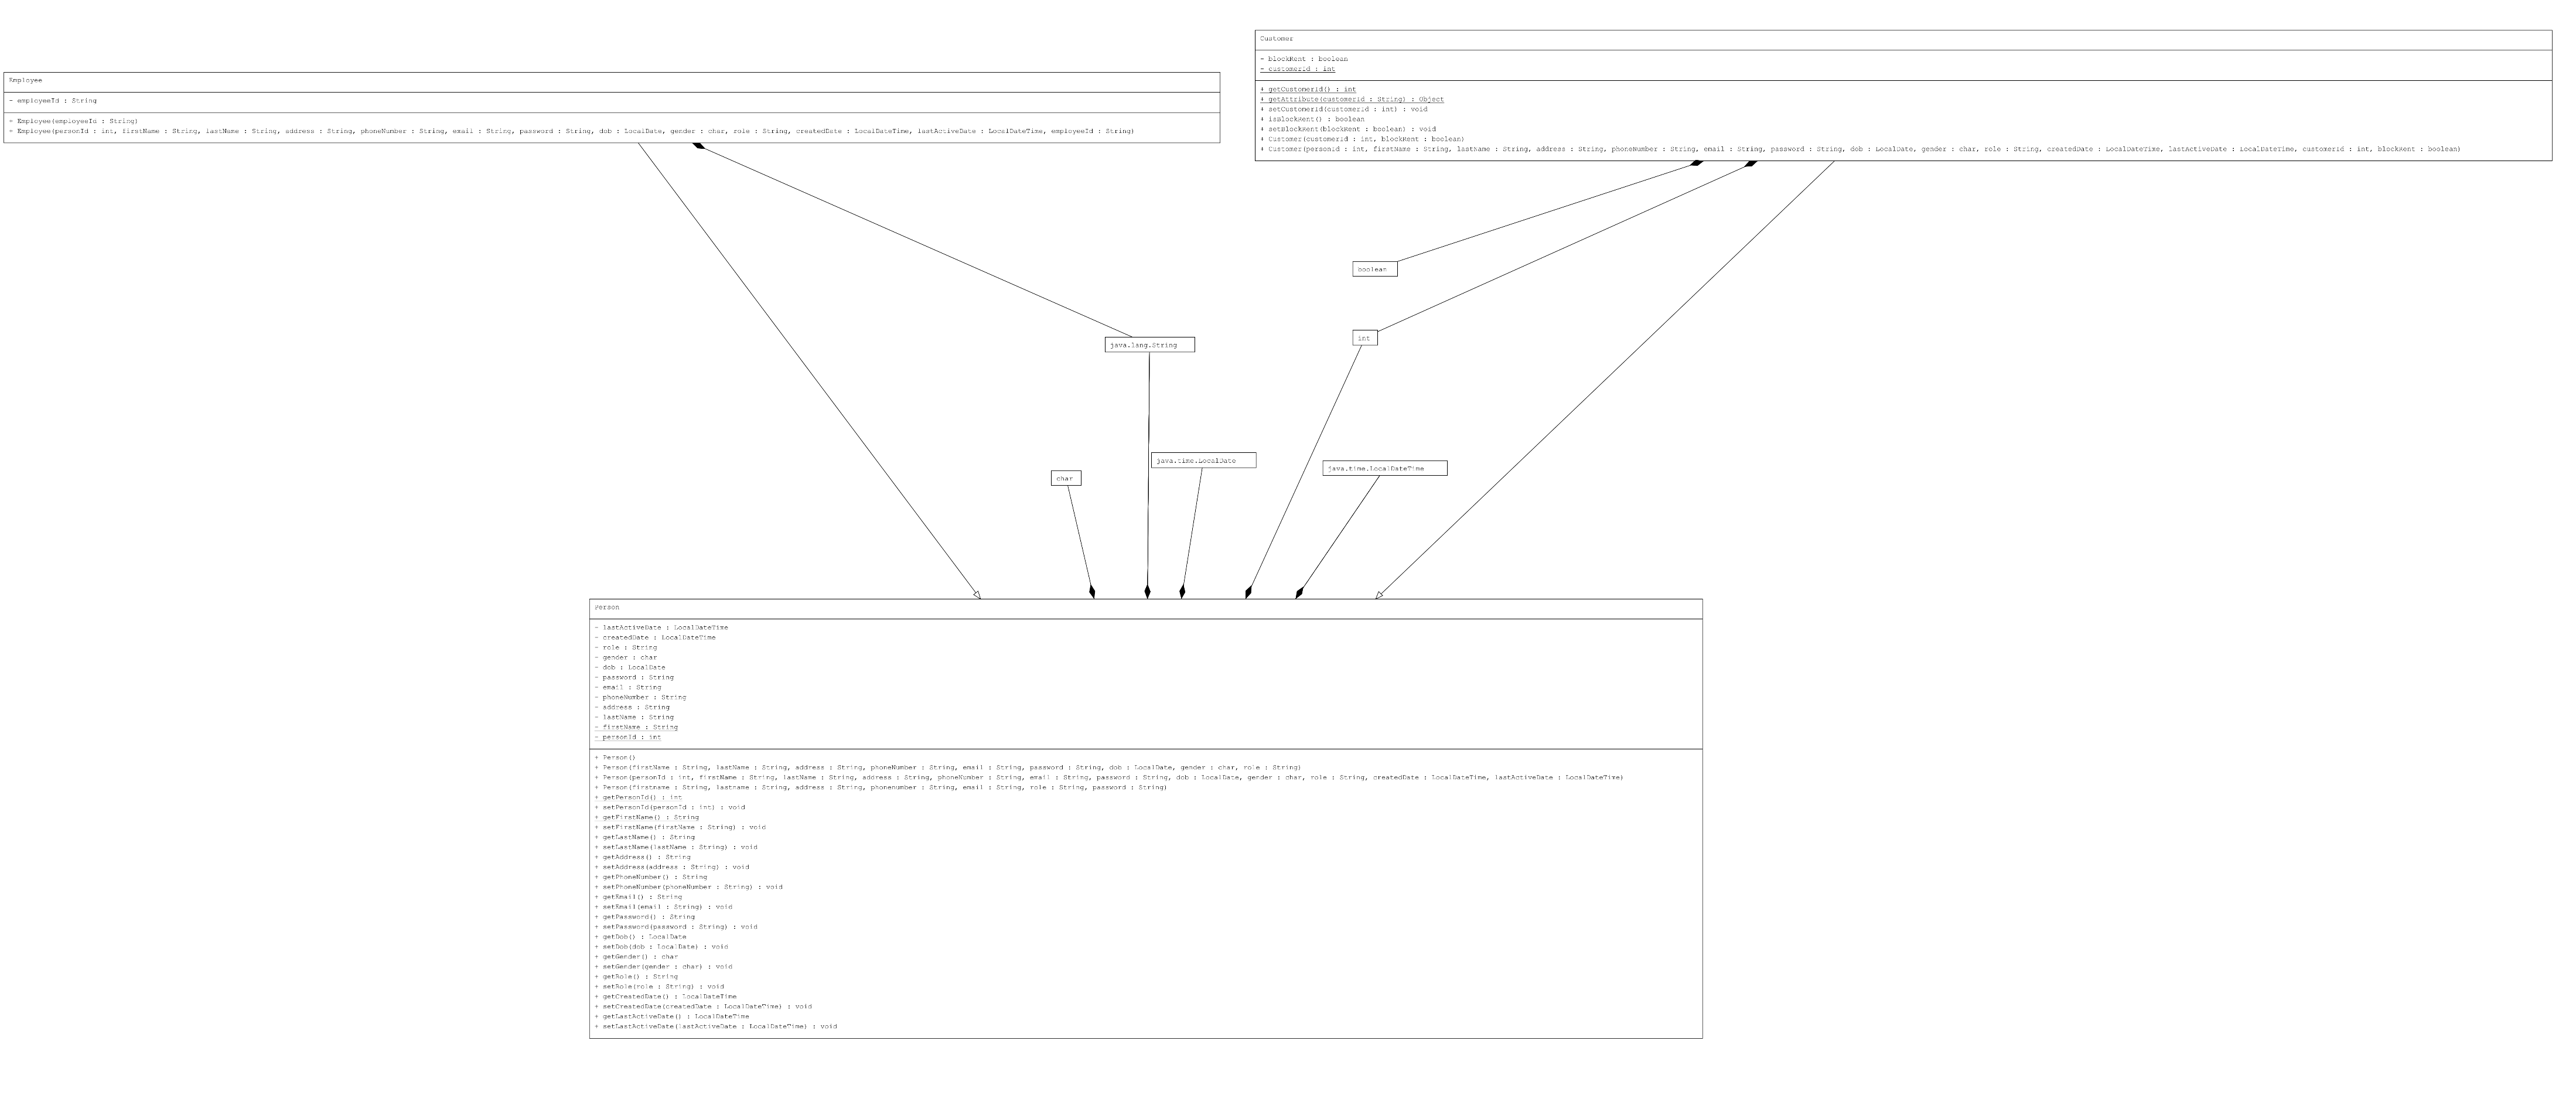 Employee
- employeeId : String
- Employee(employeeId : String)
- Employee(personId : int, firstName : String, lastName : String, address : String, phoneNumber : String, email : String, password : String, dob : LocalDate, gender : char, role : String, createdDate : LocalDateTime, lastActiveDate : LocalDateTime, employeeId : String)
Customer
- blockRent : boolean
- customerid : int
+ getCustomerid() : int
+ getAttribute(customerid : String) : Object
+ setCustomerid(customerid : int) : void
+ isBlockRent() : boolean
+ setBlockRent(blockRent : boolean) : void
+ Customer(customerid : int, blockRent : boolean)
+ Customer(personId : int, firstName : String, lastName : String, address : String, phoneNumber : String, email : String, password : String, dob : LocalDate, gender : char, role : String, createdDate : LocalDateTime, lastActiveDate : LocalDateTime, customerid : int, blockRent : boolean)
boolean
int
java.lang.String
java.time.LocalDate
java.time.LocalDateTime
char
Person
- lastActiveDate : LocalDateTime
- createdDate : LocalDateTime
- role : String
- gender : char
- dob : LocalDate
- password : String
- email : String
- phoneNumber : String
- address : String
- lastName : String
- firstName : String
- personId : int
+ Person()
+ Person(firstName : String, lastName : String, address : String, phoneNumber : String, email : String, password : String, dob : LocalDate, gender : char, role : String)
+ Person(personId : int, firstName : String, lastName : String, address : String, phoneNumber : String, email : String, password : String, dob : LocalDate, gender : char, role : String, createdDate : LocalDateTime, lastActiveDate : LocalDateTime)
+ Person(firstname : String, lastname : String, address : String, phonenumber : String, email : String, role : String, password : String)
+ getPersonId() : int
+ setPersonId(personId : int) : void
+ getFirstName() : String
+ setFirstName(firstName : String) : void
+ getLastName() : String
+ setLastName(lastName : String) : void
+ getAddress() : String
+ setAddress(address : String) : void
+ getPhoneNumber() : String
+ setPhoneNumber(phoneNumber : String) : void
+ getEmail() : String
+ setEmail(email : String) : void
+ getPassword() : String
+ setPassword(password : String) : void
+ getDob() : LocalDate
+ setDob(dob : LocalDate) : void
+ getGender() : char
+ setGender(gender : char) : void
+ getRole() : String
+ setRole(role : String) : void
+ getCreatedDate() : LocalDateTime
+ setCreatedDate(createdDate : LocalDateTime) : void
+ getLastActiveDate() : LocalDateTime
+ setLastActiveDate(lastActiveDate : LocalDateTime) : void